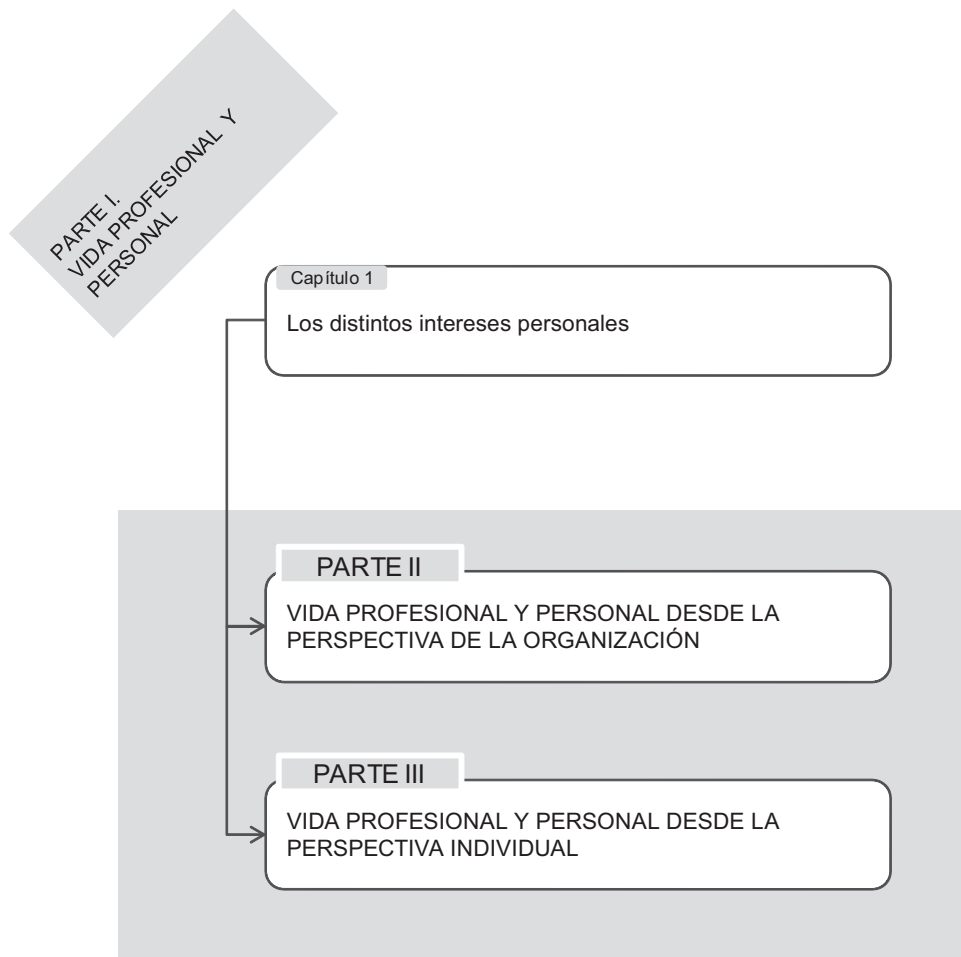 PARTE I.
VIDA PROFESIONAL Y
PERSONAL
Capítulo 1
Los distintos intereses personales
PARTE II
VIDA PROFESIONAL Y PERSONAL DESDE LA
PERSPECTIVA DE LA ORGANIZACIÓN
PARTE III
VIDA PROFESIONAL Y PERSONAL DESDE LA
PERSPECTIVA INDIVIDUAL